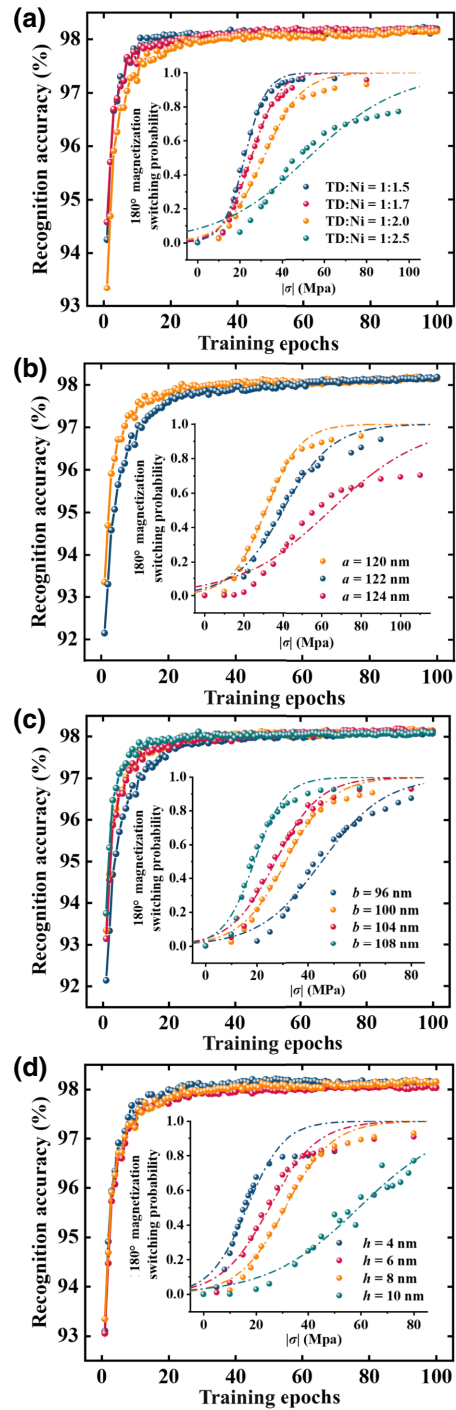 (a)
98
97
96
95
94
93
Recognition accuracy (%)
180° magnetization
switching probability
1.0
0.8
0.6
0.4
0.2
0.0
TD:Ni = 1:1.5
TD:Ni = 1:1.7
TD:Ni = 1:2.0
TD:Ni = 1:2.5
0 20 40 60 80 100
|σ| (Mpa)
0 20 40 60 80 100
Training epochs
(b)
98
97
96
95
94
93
92
Recognition accuracy (%)
180° magnetization
switching probability
1.0
0.8
0.6
0.4
0.2
0.0
a = 120 nm
a = 122 nm
a = 124 nm
0 20 40 60 80 100
|σ| (Mpa)
0 20 40 60 80 100
Training epochs
(c)
98
97
96
95
94
93
92
Recognition accuracy (%)
180° magnetization
switching probability
1.0
0.8
0.6
0.4
0.2
0.0
b = 96 nm
b = 100 nm
b = 104 nm
b = 108 nm
0 20 40 60 80
|σ| (MPa)
0 20 40 60 80 100
Training epochs
(d)
98
97
96
95
94
93
Recognition accuracy (%)
180° magnetization
switching probability
1.0
0.8
0.6
0.4
0.2
0.0
h = 4 nm
h = 6 nm
h = 8 nm
h = 10 nm
0 20 40 60 80
|σ| (Mpa)
0 20 40 60 80 100
Training epochs